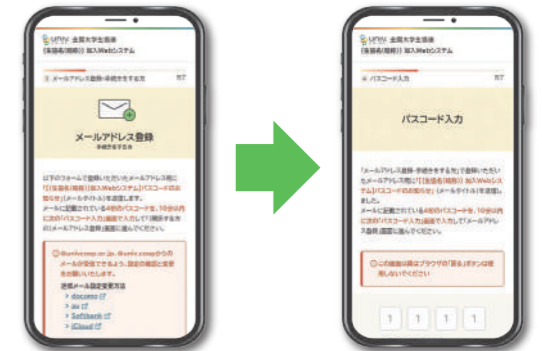 univ. 金質大学生協連
(生協名(略称)) 加入Webシステム
③ メールアドレス登録-手続きをする方
完了
メールアドレス登録
手続きをする方
以下のフォームで登録いただいたメールアドレス宛に
「【(生協名(略称)) 加入Webシステム】パスコードのお
知らせ」(メールタイトル)を送信します。
メールに記載されている4桁のパスコードを、10分以内
に次の「パスコード入力」画面で入力して「(機関する方
の)メールアドレス登録」画面に進んでください。
@univcoop.or.jp、@univ.coopからの
メールが受信できるよう、設定の確認と変更
をお願いいたします。
迷惑メール設定変更方法
> docomo
> au
> Softbank
> iCloud
univ. 金質大学生協連
(生協名(略称)) 加入Webシステム
④ パスコード入力
完了
パスコード入力
「メールアドレス登録-手続きをする方」で登録いただい
たメールアドレス宛に「【(生協名(略称)) 加入Webシス
テム】パスコードのお知らせ」(メールタイトル)を送信し
ました。
メールに記載されている4桁のパスコードを、10分以内
に次の「パスコード入力」画面で入力して「メールアドレ
ス登録」画面に進んでください。
この画面以降はブラウザの「戻る」ボタンは使
用しないでください
1 1 1 1